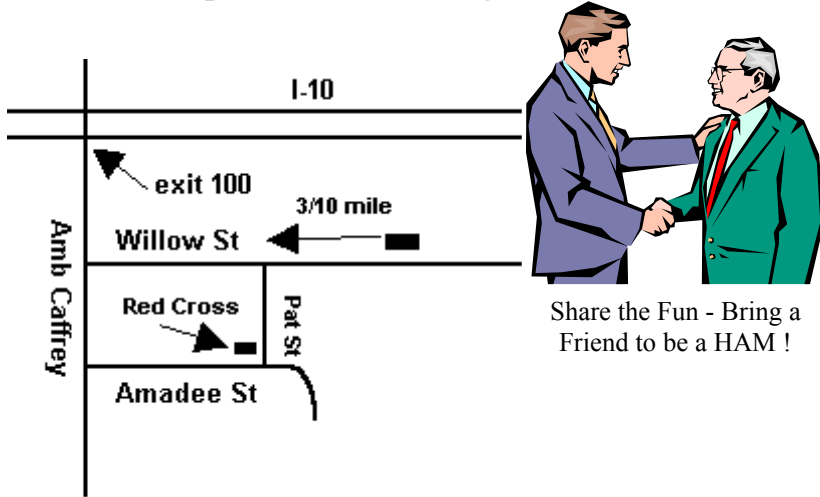 I-10
exit 100
3/10 mile
Willow St
Amb Caffrey
Red Cross
Pat St
Amadee St
Share the Fun - Bring a
Friend to be a HAM !